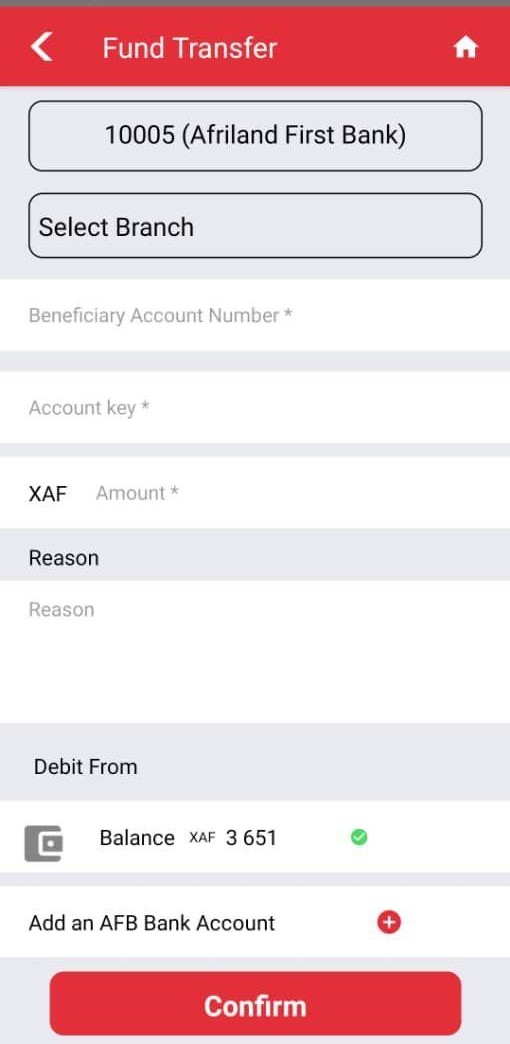 Fund Transfer
10005 (Afriland First Bank)
Select Branch
Beneficiary Account Number *
Account key *
XAF Amount *
Reason
Reason
Debit From
Balance XAF 3 651
Add an AFB Bank Account
Confirm